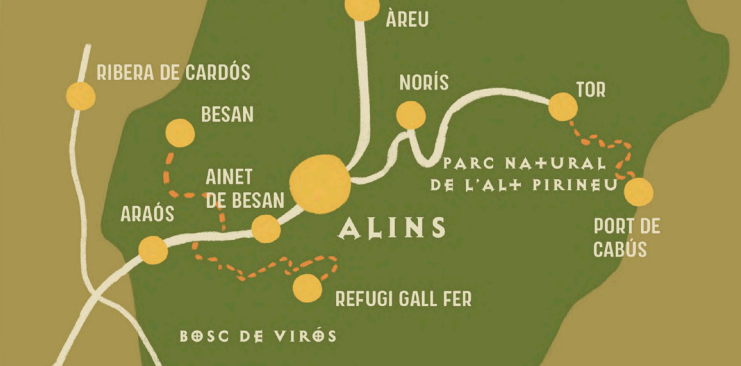 ÀREU
RIBERA DE CARDÓS
NORÍS
TOR
BESAN
PARC NATURAL
DE L'ALT PIRINEU
AINET
DE BESAN
ARAÓS
ALINS
PORT DE
CABÚS
REFUGI GALL FER
BOSC DE VIRÓS